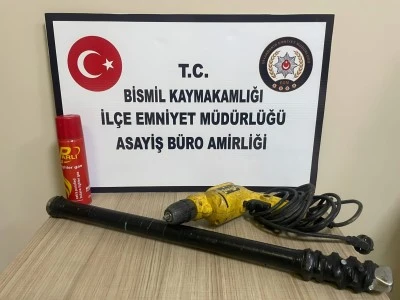 T.C.
BİSMİL KAYMAKAMLIĞI
İLÇE EMNİYET MÜDÜRLÜĞÜ
ASAYİŞ BÜRO AMİRLİĞİ